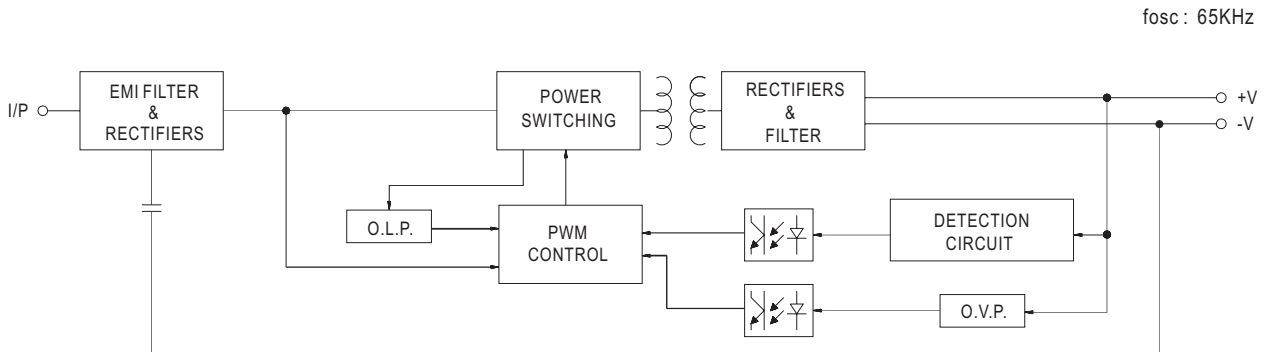 fosc : 65KHz
I/P
EMI FILTER
&
RECTIFIERS
POWER
SWITCHING
RECTIFIERS
&
FILTER
+V
-V
O.L.P.
PWM
CONTROL
DETECTION
CIRCUIT
O.V.P.